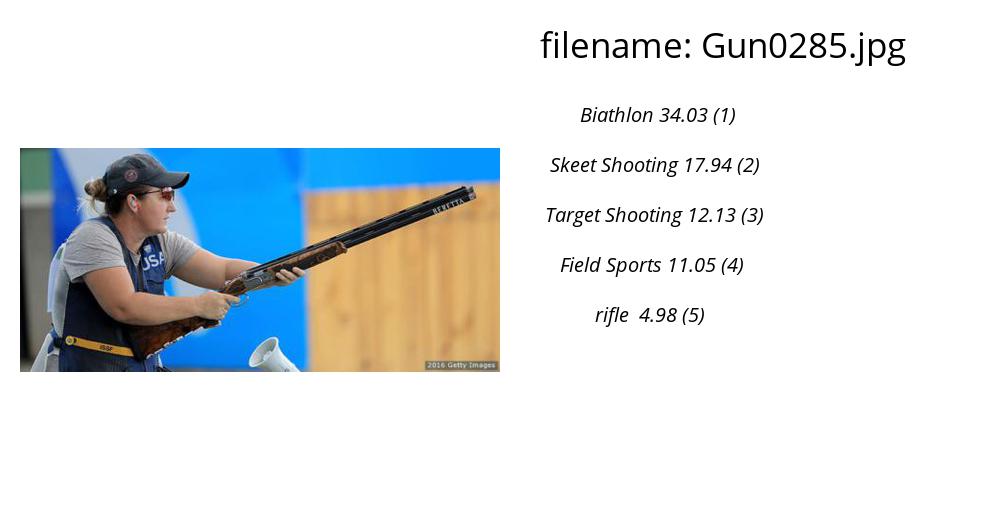 filename: Gun0285.jpg
Biathlon 34.03 (1)
Skeet Shooting 17.94 (2)
Target Shooting 12.13 (3)
Field Sports 11.05 (4)
rifle 4.98 (5)
BERETTA
USA
ISSF
2016 Getty Images